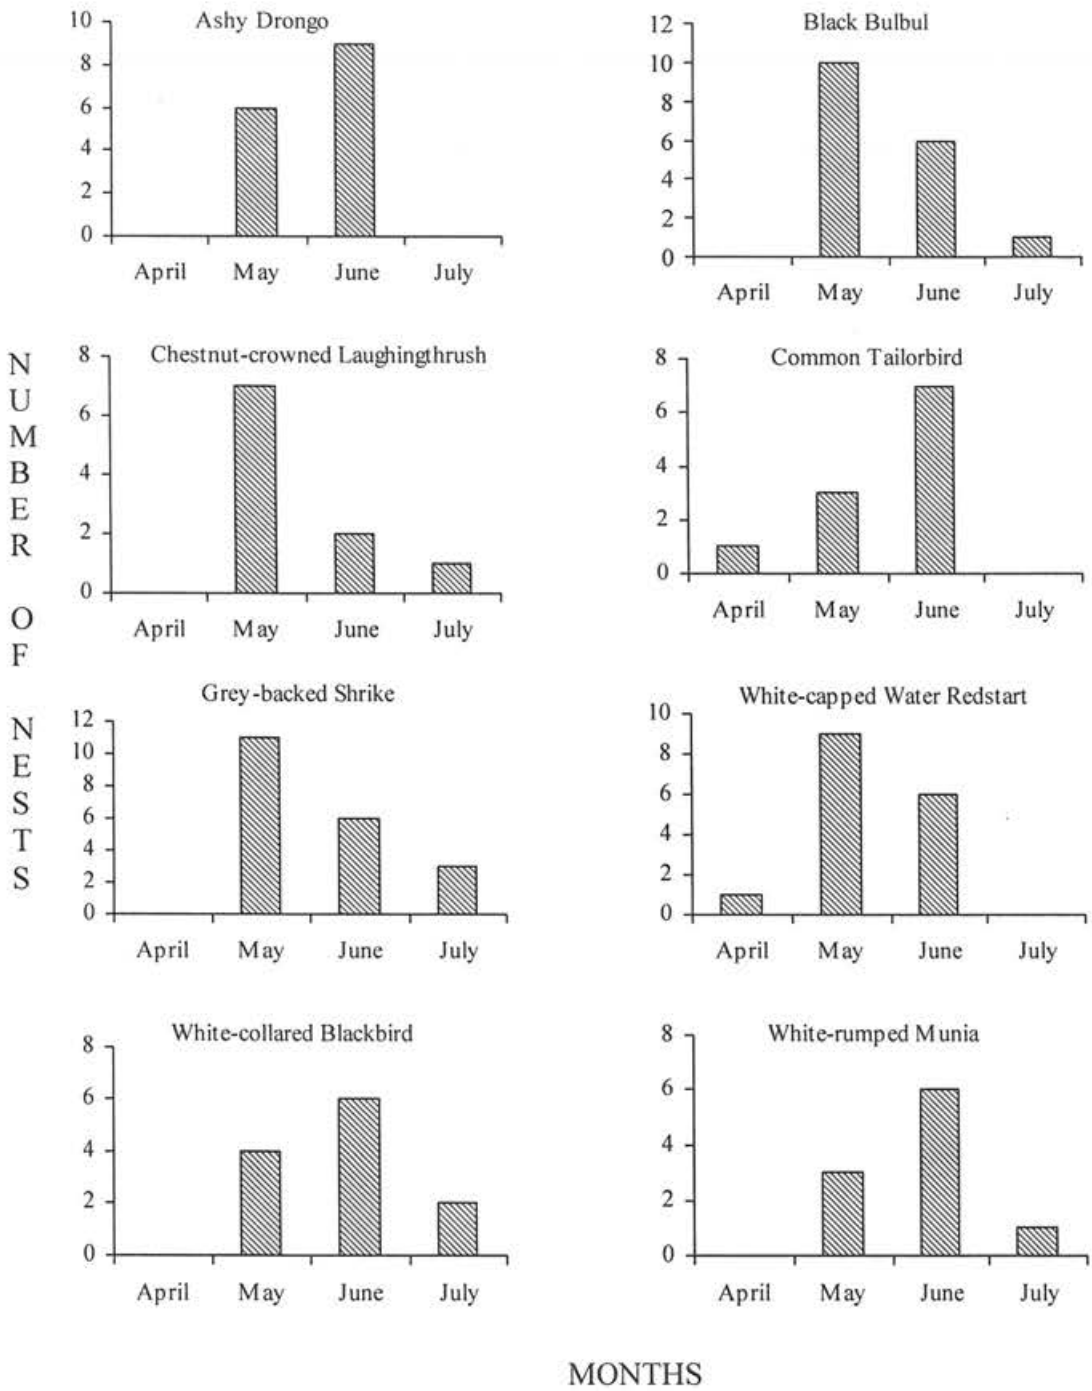 Ashy Drongo
10
8
6
4
2
0
April May June July
Black Bulbul
12
10
8
6
4
2
0
April May June July
Chestnut-crowned Laughingthrush
8
6
4
2
0
April May June July
Common Tailorbird
8
6
4
2
0
April May June July
Grey-backed Shrike
12
10
8
6
4
2
0
April May June July
White-capped Water Redstart
10
8
6
4
2
0
April May June July
White-collared Blackbird
8
6
4
2
0
April May June July
White-rumped Munia
8
6
4
2
0
April May June July
NUMBER OF NESTS
MONTHS